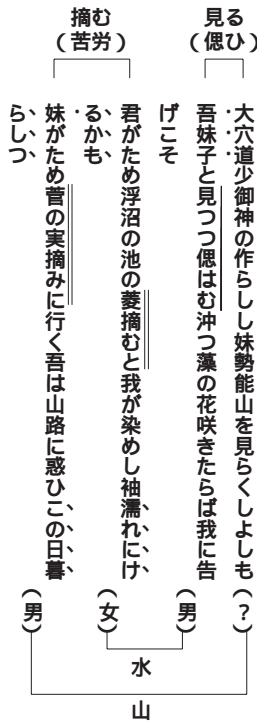 見る
（偲ひ）
摘む
（苦労）
大穴道少御神の作らしし妹勢能山を見らくしよしも
（？）
吾妹子と見つつ偲はむ沖つ藻の花咲きたらば我に告
げこそ
（男）
君がため浮沼の池の菱摘むと我が染めし袖濡れにけ
るかも
（女）
妹がため菅の実摘みに行く吾は山路に惑ひこの日暮
らしつ
（男）
水
山